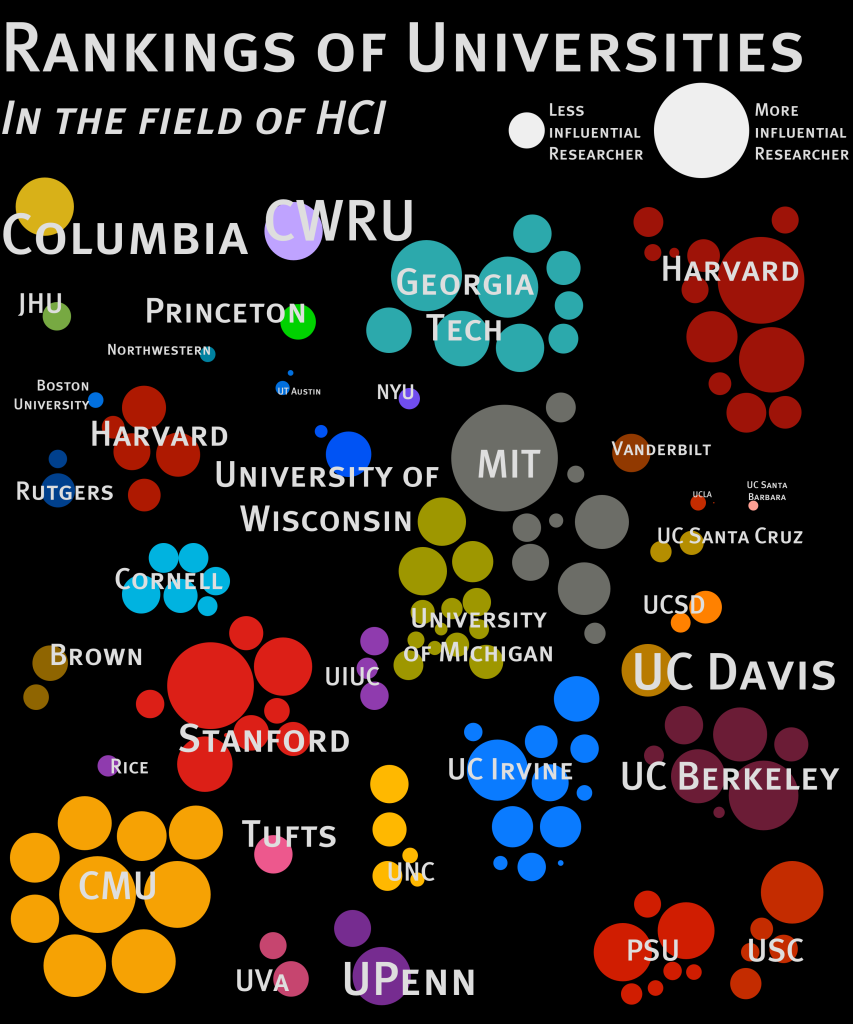 Rankings of Universities
In the field of HCI
Less
influential
Researcher
More
influential
Researcher
Columbia
CWRU
Georgia
Tech
Harvard
JHU
Princeton
Northwestern
Boston
University
UT Austin
NYU
Harvard
University of
Wisconsin
MIT
Vanderbilt
Rutgers
UCLA
UC Santa
Barbara
UC Santa Cruz
Cornell
UCSD
University
of Michigan
Brown
UIUC
UC Davis
Stanford
Rice
UC Irvine
UC Berkeley
CMU
Tufts
UNC
UVa
UPenn
PSU
USC